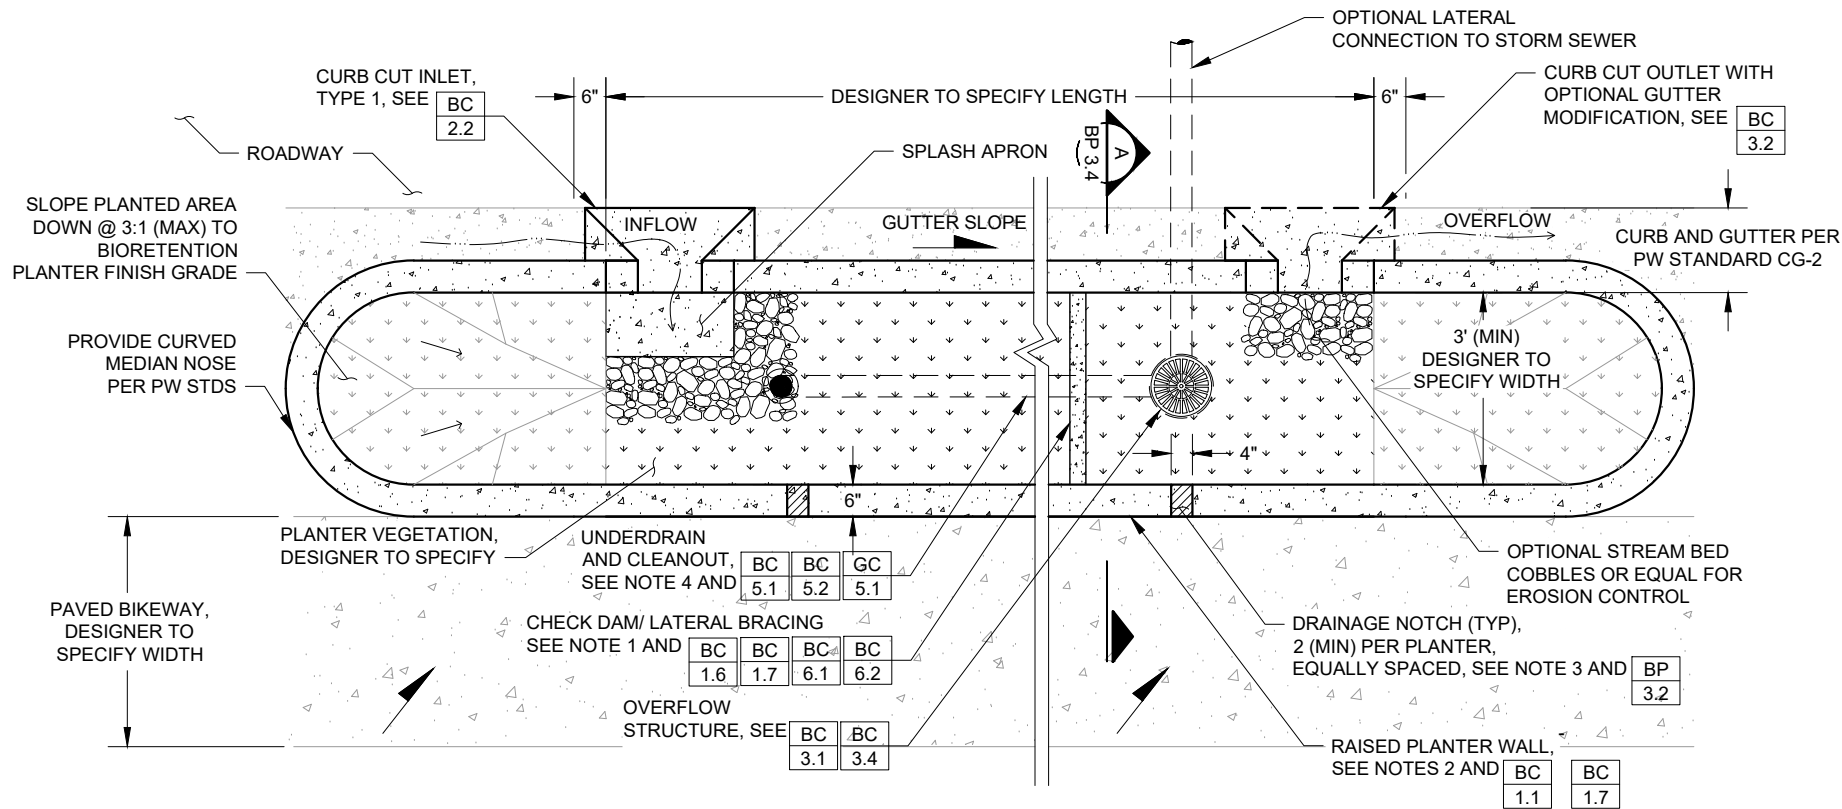 OPTIONAL LATERAL
CONNECTION TO STORM SEWER
CURB CUT INLET,
TYPE 1, SEE
BC
2.2
6"
DESIGNER TO SPECIFY LENGTH
6"
CURB CUT OUTLET WITH
OPTIONAL GUTTER
MODIFICATION, SEE
BC
3.2
ROADWAY
SPLASH APRON
A
BP 3.4
SLOPE PLANTED AREA
DOWN @ 3:1 (MAX) TO
BIORETENTION
PLANTER FINISH GRADE
INFLOW
GUTTER SLOPE
OVERFLOW
CURB AND GUTTER PER
PW STANDARD CG-2
PROVIDE CURVED
MEDIAN NOSE
PER PW STDS
3' (MIN)
DESIGNER TO
SPECIFY WIDTH
4"
6"
PLANTER VEGETATION,
DESIGNER TO SPECIFY
UNDERDRAIN
AND CLEANOUT,
SEE NOTE 4 AND
BC BC GC
5.1 5.2 5.1
OPTIONAL STREAM BED
COBBLES OR EQUAL FOR
EROSION CONTROL
PAVED BIKEWAY,
DESIGNER TO
SPECIFY WIDTH
CHECK DAM/ LATERAL BRACING
SEE NOTE 1 AND
BC BC BC BC
1.6 1.7 6.1 6.2
DRAINAGE NOTCH (TYP),
2 (MIN) PER PLANTER,
EQUALLY SPACED, SEE NOTE 3 AND
BP
3.2
OVERFLOW
STRUCTURE, SEE
BC BC
3.1 3.4
RAISED PLANTER WALL,
SEE NOTES 2 AND
BC BC
1.1 1.7